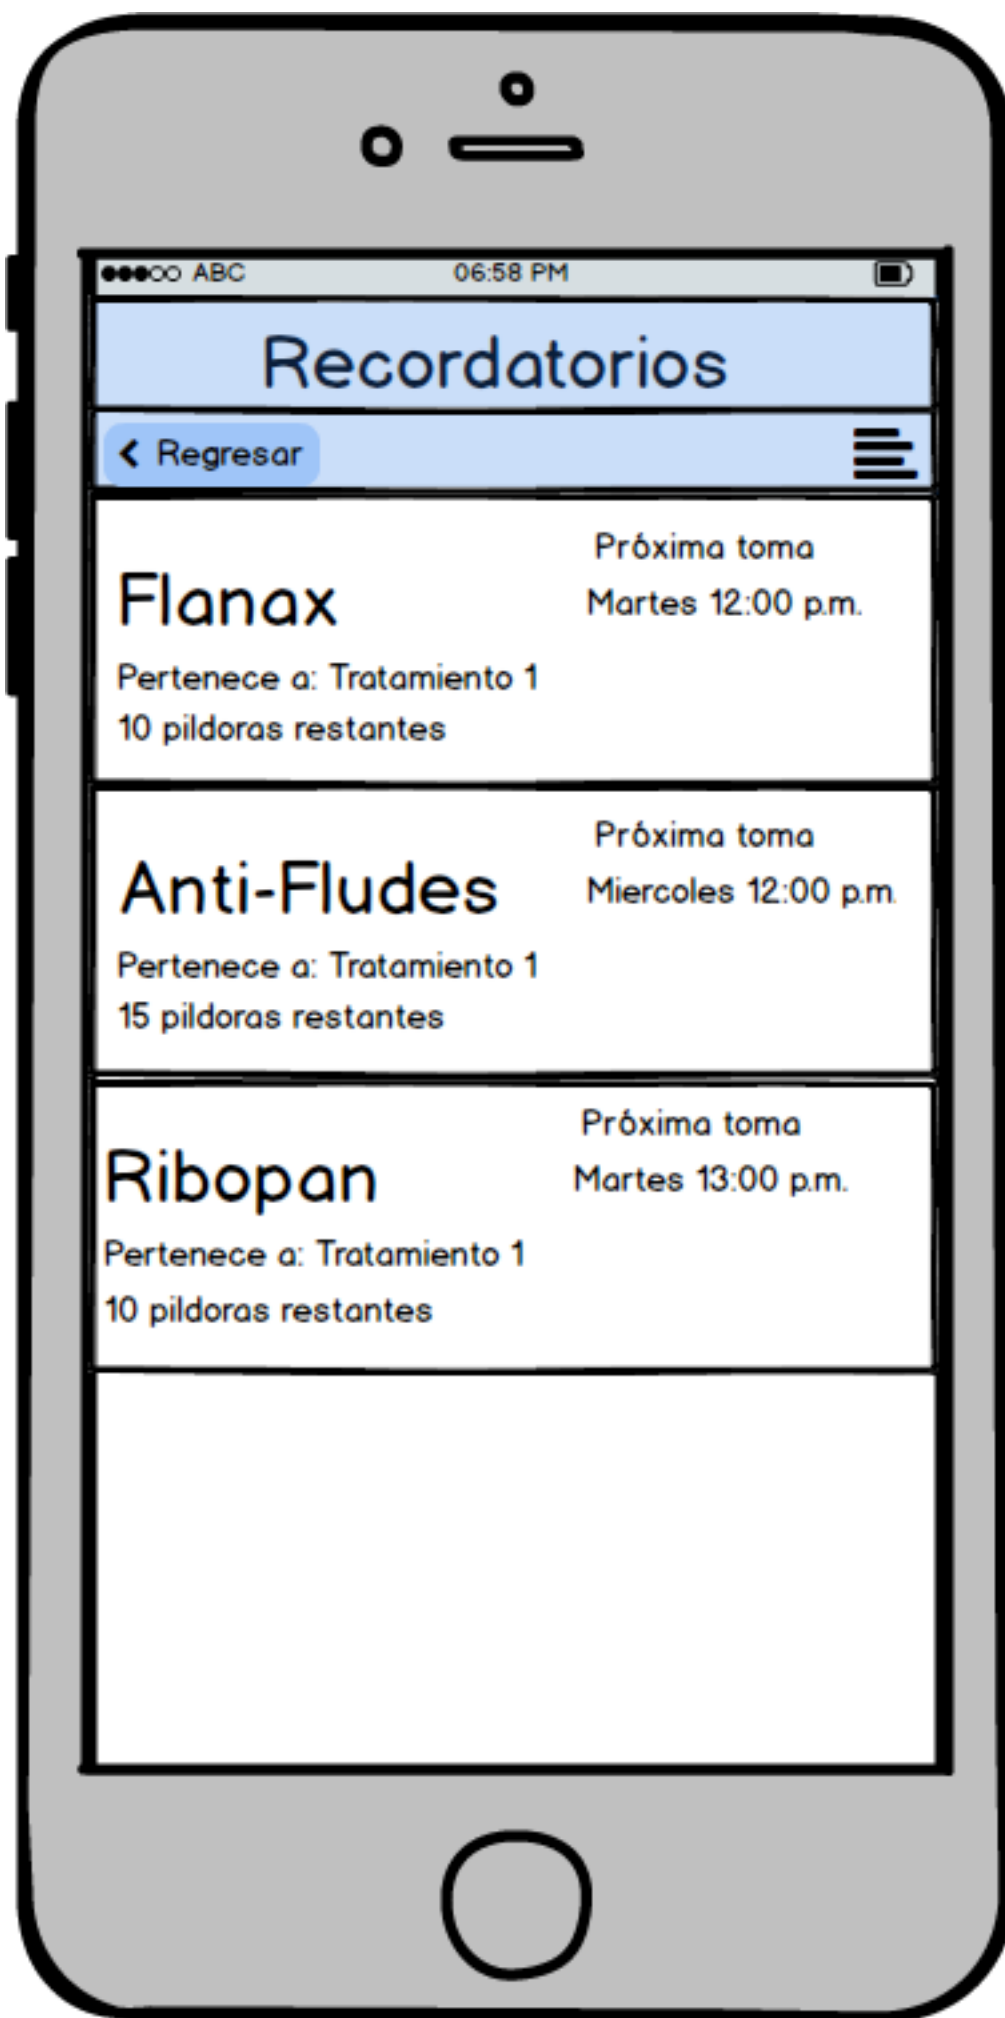 ABC 06:58 PM
Recordatorios
Regresar
Próxima toma
Flanax
Martes 12:00 p.m.
Pertenece a: Tratamiento 1
10 pildoras restantes
Próxima toma
Anti-Fludes
Miercoles 12:00 p.m.
Pertenece a: Tratamiento 1
15 pildoras restantes
Próxima toma
Ribopan
Martes 13:00 p.m.
Pertenece a: Tratamiento 1
10 pildoras restantes